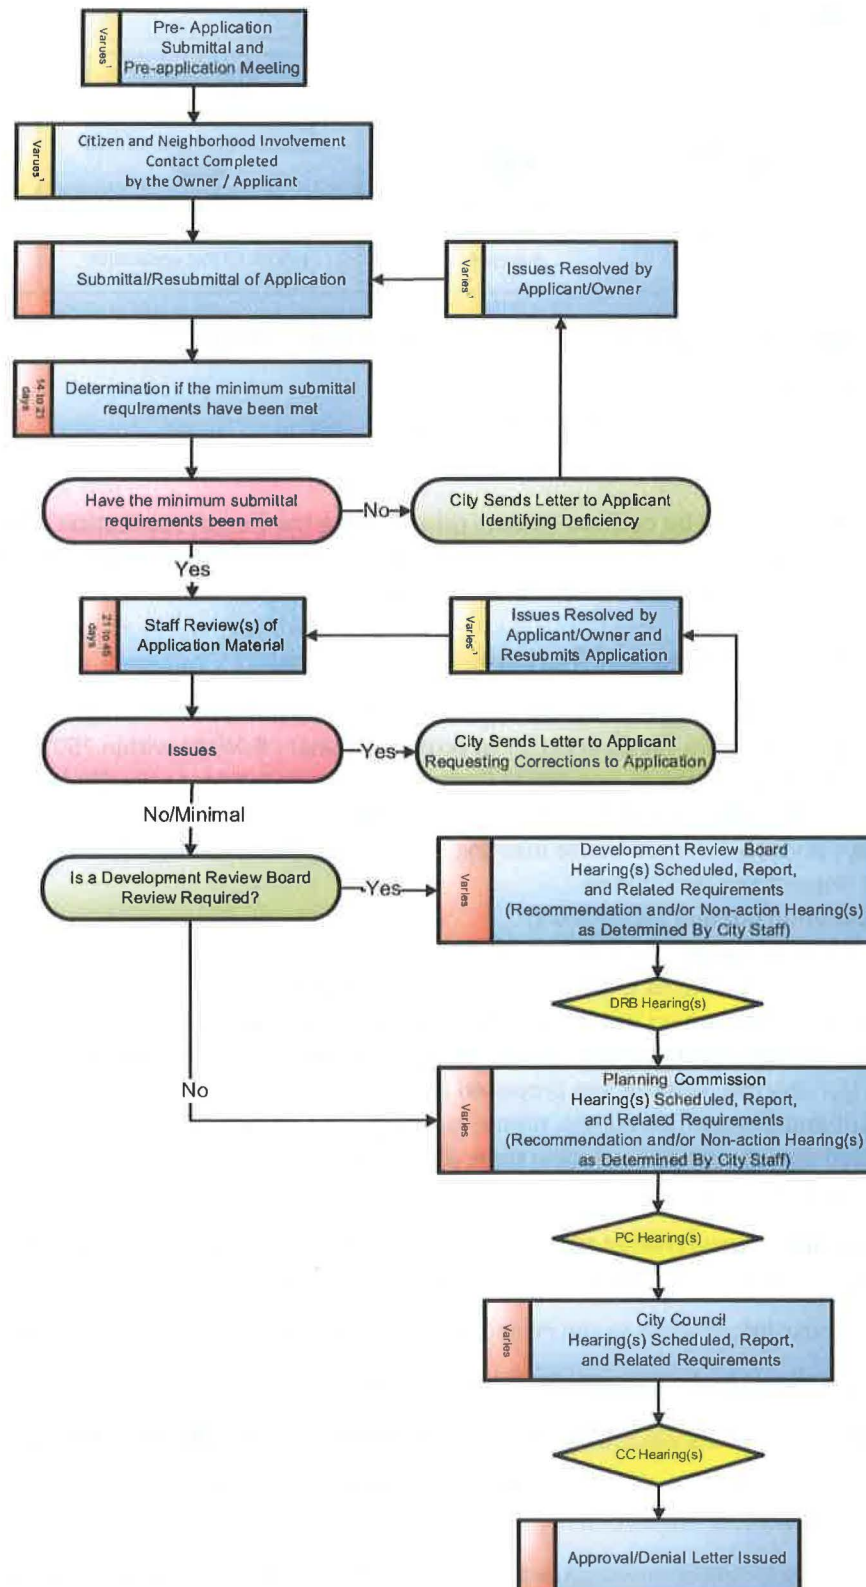 Varues¹
Pre- Application
Submittal and
Pre-application Meeting
Varues¹
Citizen and Neighborhood Involvement
Contact Completed
by the Owner / Applicant
Submittal/Resubmittal of Application
Varies¹
Issues Resolved by
Applicant/Owner
14 to 21
days
Determination if the minimum submittal
requirements have been met
Have the minimum submittal
requirements been met
No
City Sends Letter to Applicant
Identifying Deficiency
Yes
21 to 45
days
Staff Review(s) of
Application Material
Varies¹
Issues Resolved by
Applicant/Owner and
Resubmits Application
Issues
Yes
City Sends Letter to Applicant
Requesting Corrections to Application
No/Minimal
Is a Development Review Board
Review Required?
Yes
Varies
Development Review Board
Hearing(s) Scheduled, Report,
and Related Requirements
(Recommendation and/or Non-action Hearing(s)
as Determined By City Staff)
DRB Hearing(s)
No
Varies
Planning Commission
Hearing(s) Scheduled, Report,
and Related Requirements
(Recommendation and/or Non-action Hearing(s)
as Determined By City Staff)
PC Hearing(s)
Varies
City Council
Hearing(s) Scheduled, Report,
and Related Requirements
CC Hearing(s)
Approval/Denial Letter Issued